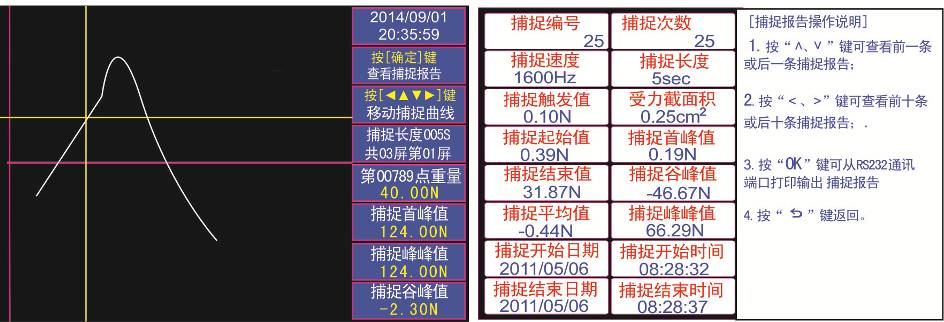 2014/09/01
20:35:59
按[确定]键
查看捕捉报告
按[◀▲▼▶]键
移动捕捉曲线
捕捉长度005S
共03屏第01屏
第00789点重量
40.00N
捕捉首峰值
124.00N
捕捉峰峰值
124.00N
捕捉谷峰值
-2.30N
捕捉编号 捕捉次数
25 25
捕捉速度 捕捉长度
1600Hz 5sec
捕捉触发值 受力截面积
0.10N 0.25cm²
捕捉起始值 捕捉首峰值
0.39N 0.19N
捕捉结束值 捕捉谷峰值
31.87N -46.67N
捕捉平均值 捕捉峰峰值
-0.44N 66.29N
捕捉开始日期 捕捉开始时间
2011/05/06 08:28:32
捕捉结束日期 捕捉结束时间
2011/05/06 08:28:37
[捕捉报告操作说明]
1. 按“∧、∨”键可查看前一条
或后一条捕捉报告;
2. 按“<、>”键可查看前十条
或后十条捕捉报告; .
3. 按“OK”键可从RS232通讯
端口打印输出 捕捉报告
4. 按“ ⮌ ”键返回。